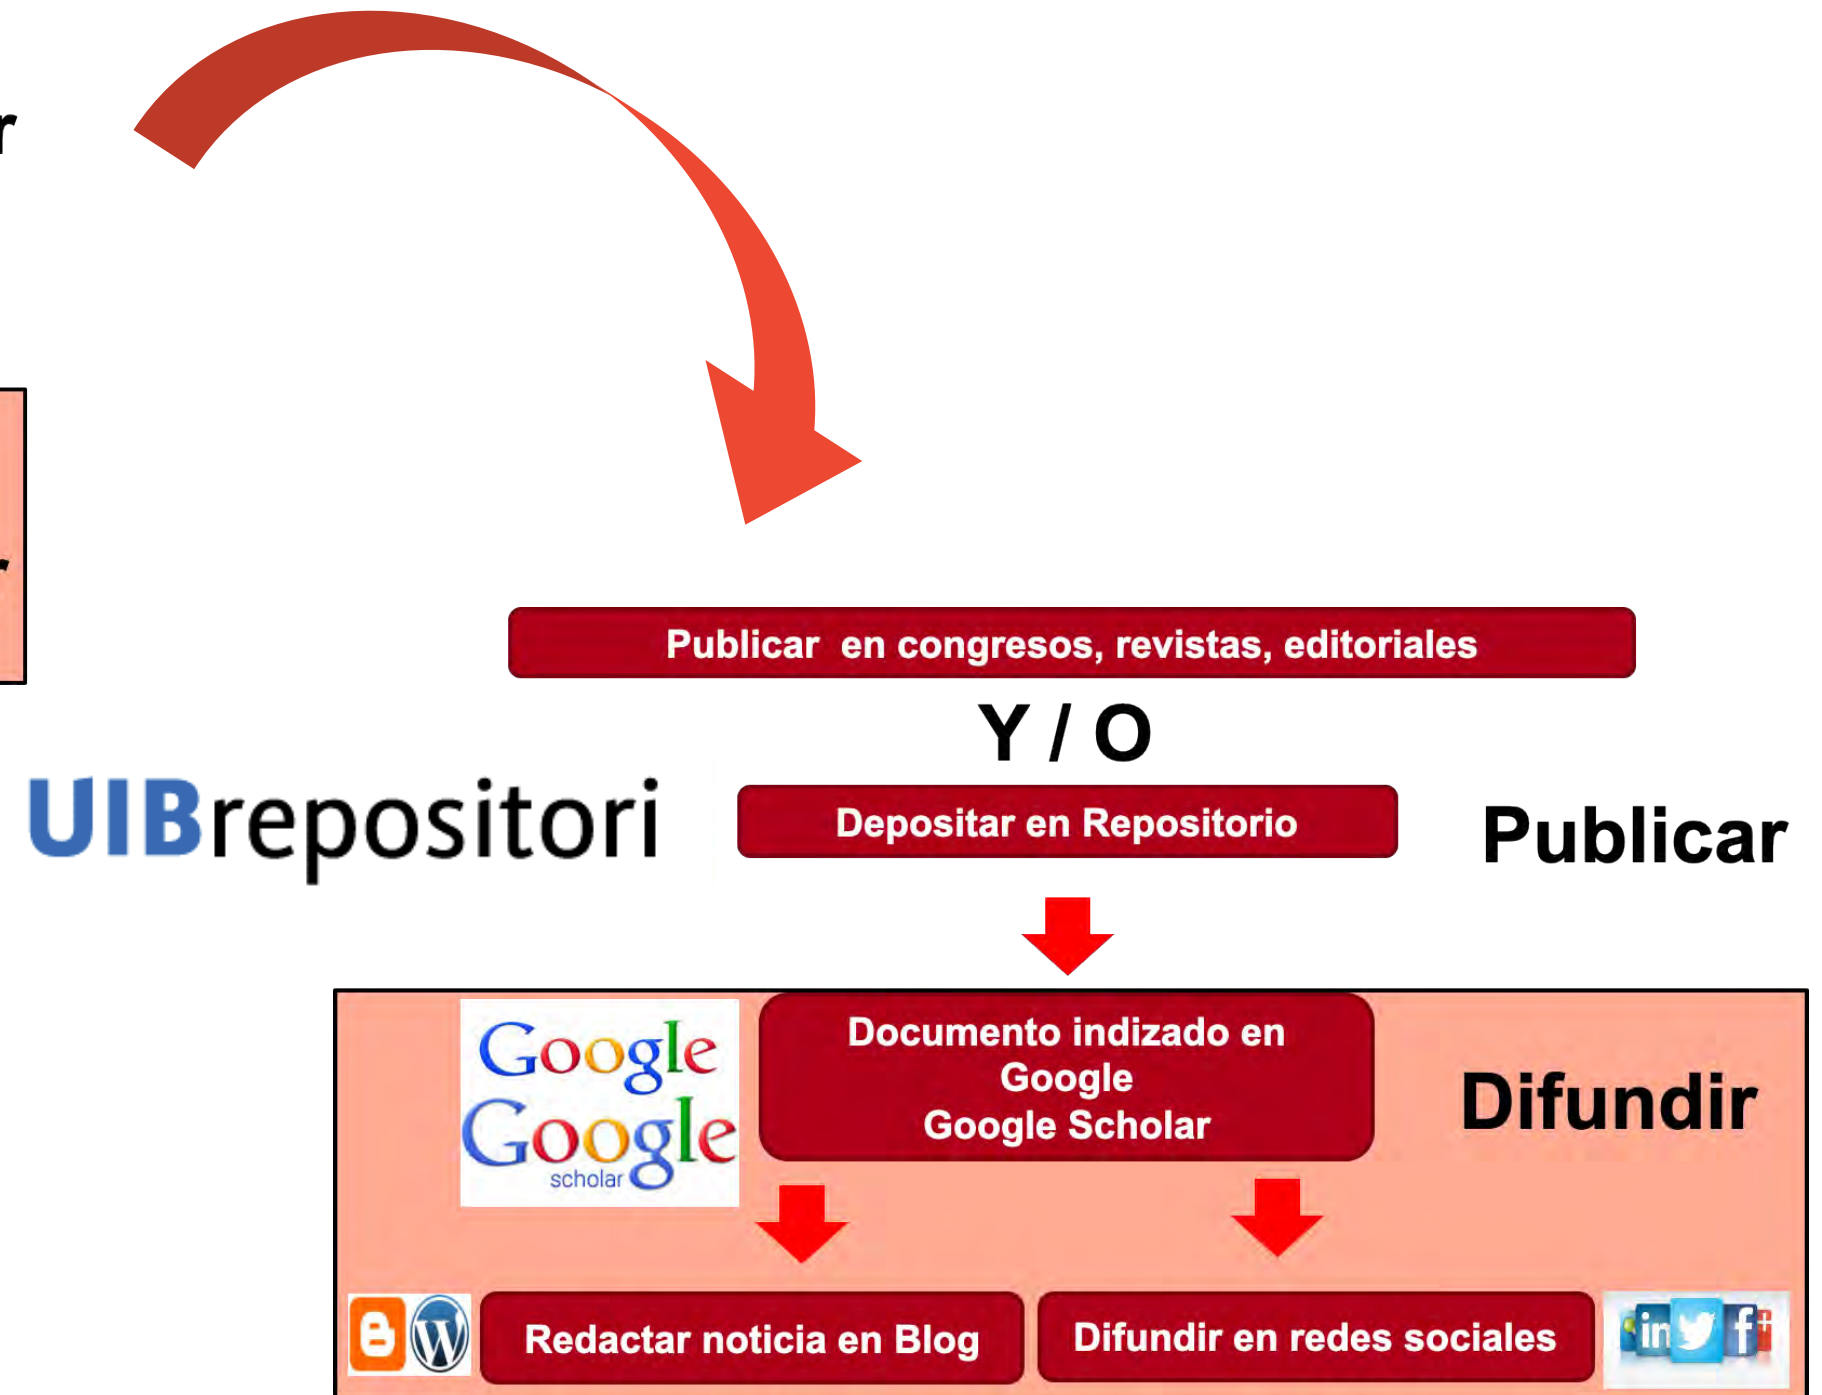 Publicar en congresos, revistas, editoriales
Y / O
UIBrepositori
Depositar en Repositorio
Publicar
Google
Google
scholar
Documento indizado en
Google
Google Scholar
Difundir
Redactar noticia en Blog
Difundir en redes sociales
in
f